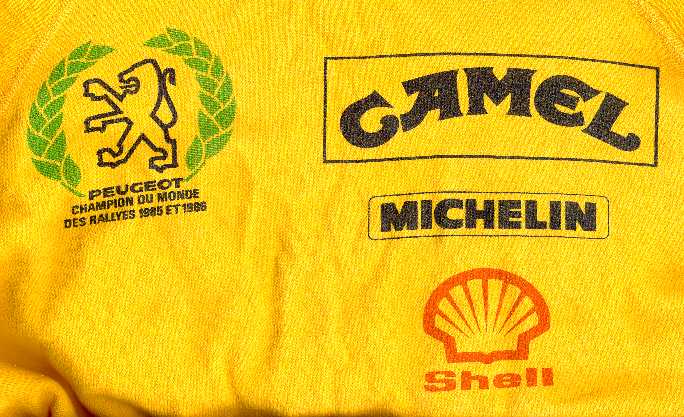 PEUGEOT
CHAMPION DU MONDE
DES RALLYES 1985 ET 1986
CAMEL
MICHELIN
Shell